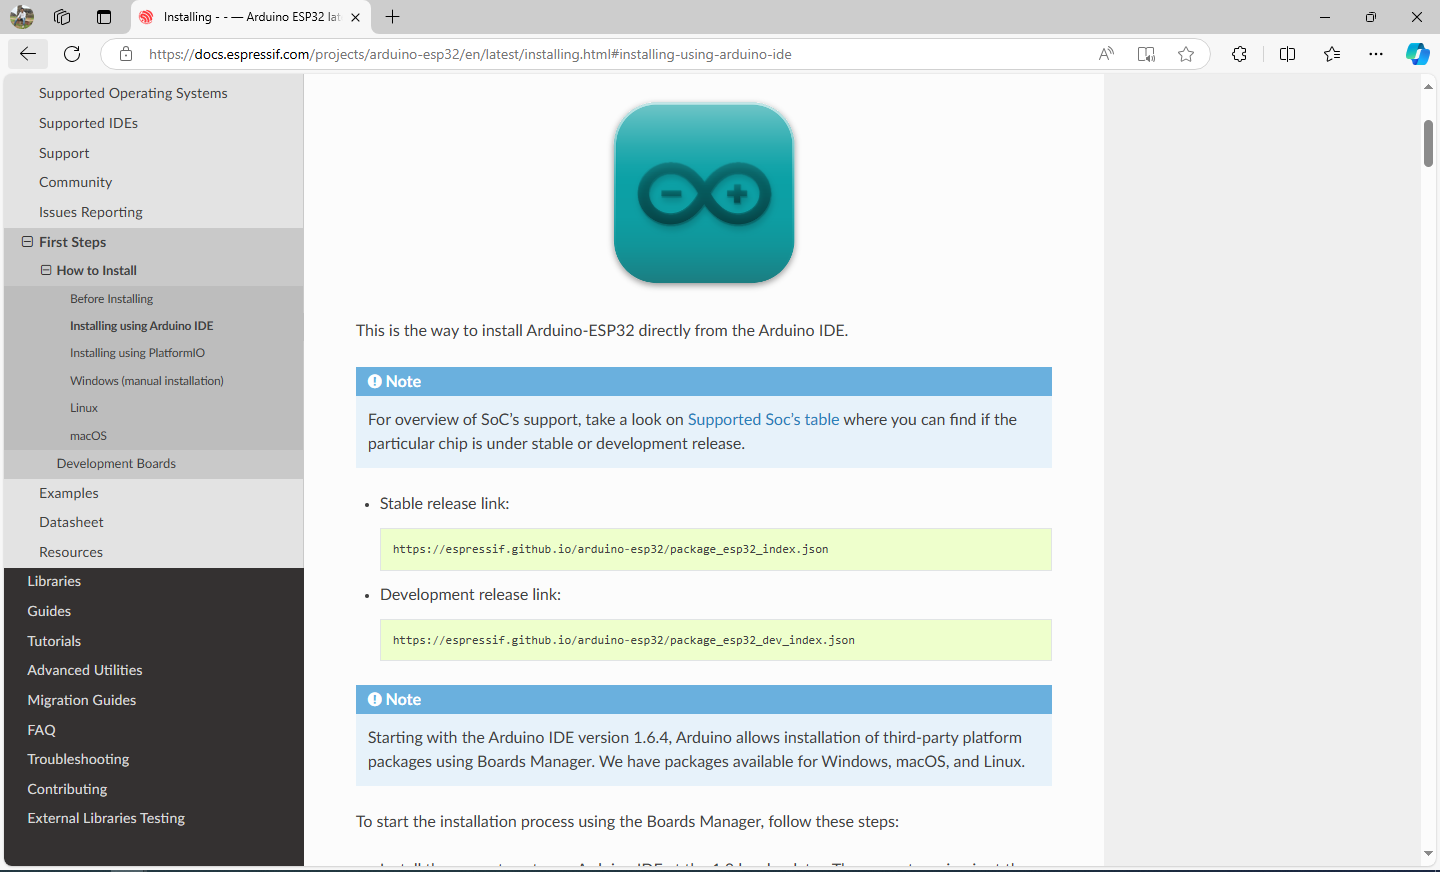 Installing - - — Arduino ESP32 lat
https://docs.espressif.com/projects/arduino-esp32/en/latest/installing.html#installing-using-arduino-ide
Supported Operating Systems
Supported IDEs
Support
Community
Issues Reporting
First Steps
How to Install
Before Installing
Installing using Arduino IDE
Installing using PlatformIO
Windows (manual installation)
Linux
macOS
Development Boards
Examples
Datasheet
Resources
Libraries
Guides
Tutorials
Advanced Utilities
Migration Guides
FAQ
Troubleshooting
Contributing
External Libraries Testing
This is the way to install Arduino-ESP32 directly from the Arduino IDE.
Note
For overview of SoC's support, take a look on Supported Soc's table where you can find if the
particular chip is under stable or development release.
• Stable release link:
https://espressif.github.io/arduino-esp32/package_esp32_index.json
• Development release link:
https://espressif.github.io/arduino-esp32/package_esp32_dev_index.json
Note
Starting with the Arduino IDE version 1.6.4, Arduino allows installation of third-party platform
packages using Boards Manager. We have packages available for Windows, macOS, and Linux.
To start the installation process using the Boards Manager, follow these steps: